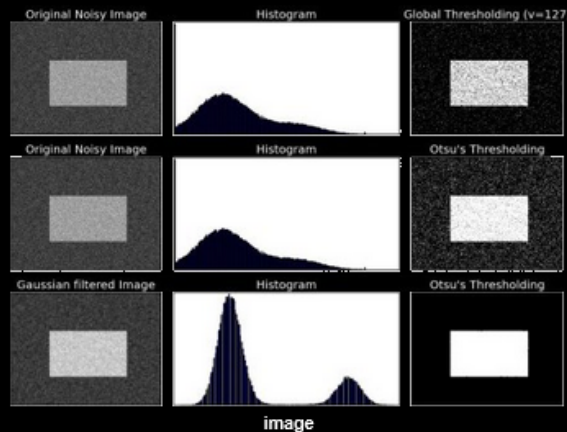 Original Noisy Image Histogram Global Thresholding (v=127
Original Noisy Image Histogram Otsu's Thresholding
Gaussian filtered Image Histogram Otsu's Thresholding
image